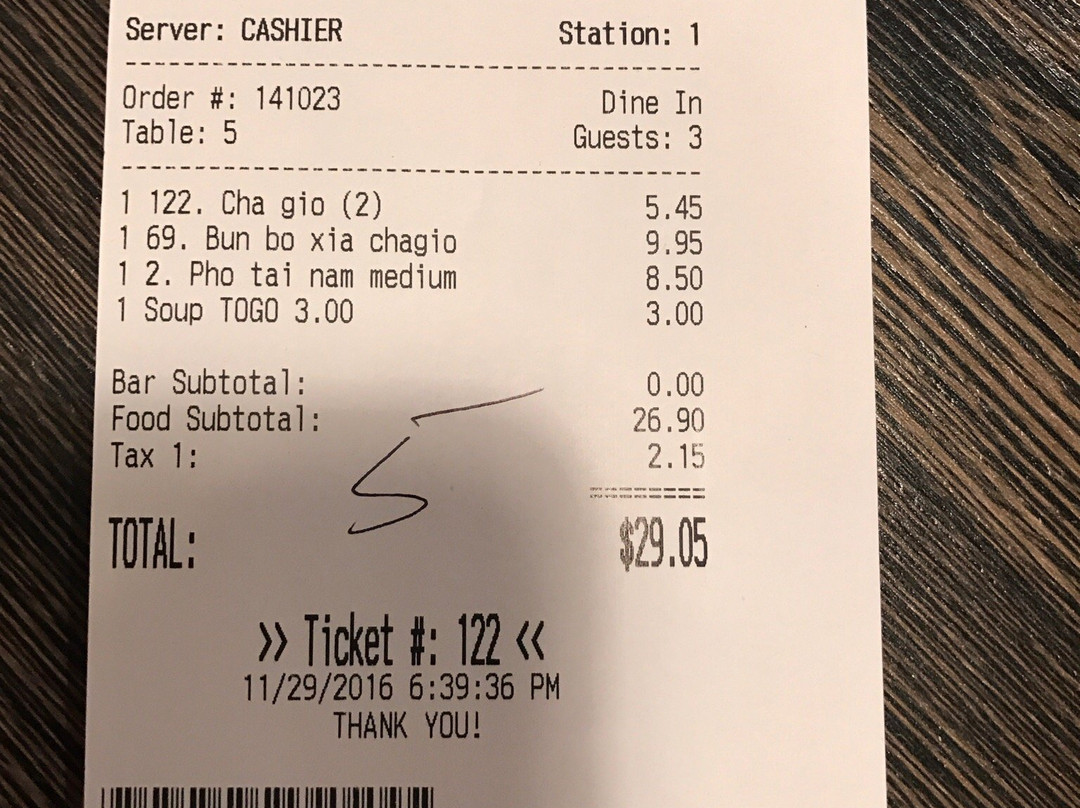 Server: CASHIER Station: 1
Order #: 141023 Dine In
Table: 5 Guests: 3
1 122. Cha gio (2) 5.45
1 69. Bun bo xia chagio 9.95
1 2. Pho tai nam medium 8.50
1 Soup TOGO 3.00 3.00
Bar Subtotal: 0.00
Food Subtotal: 26.90
Tax 1: 2.15
5
TOTAL: $29.05
>> Ticket #: 122 <<
11/29/2016 6:39:36 PM
THANK YOU!